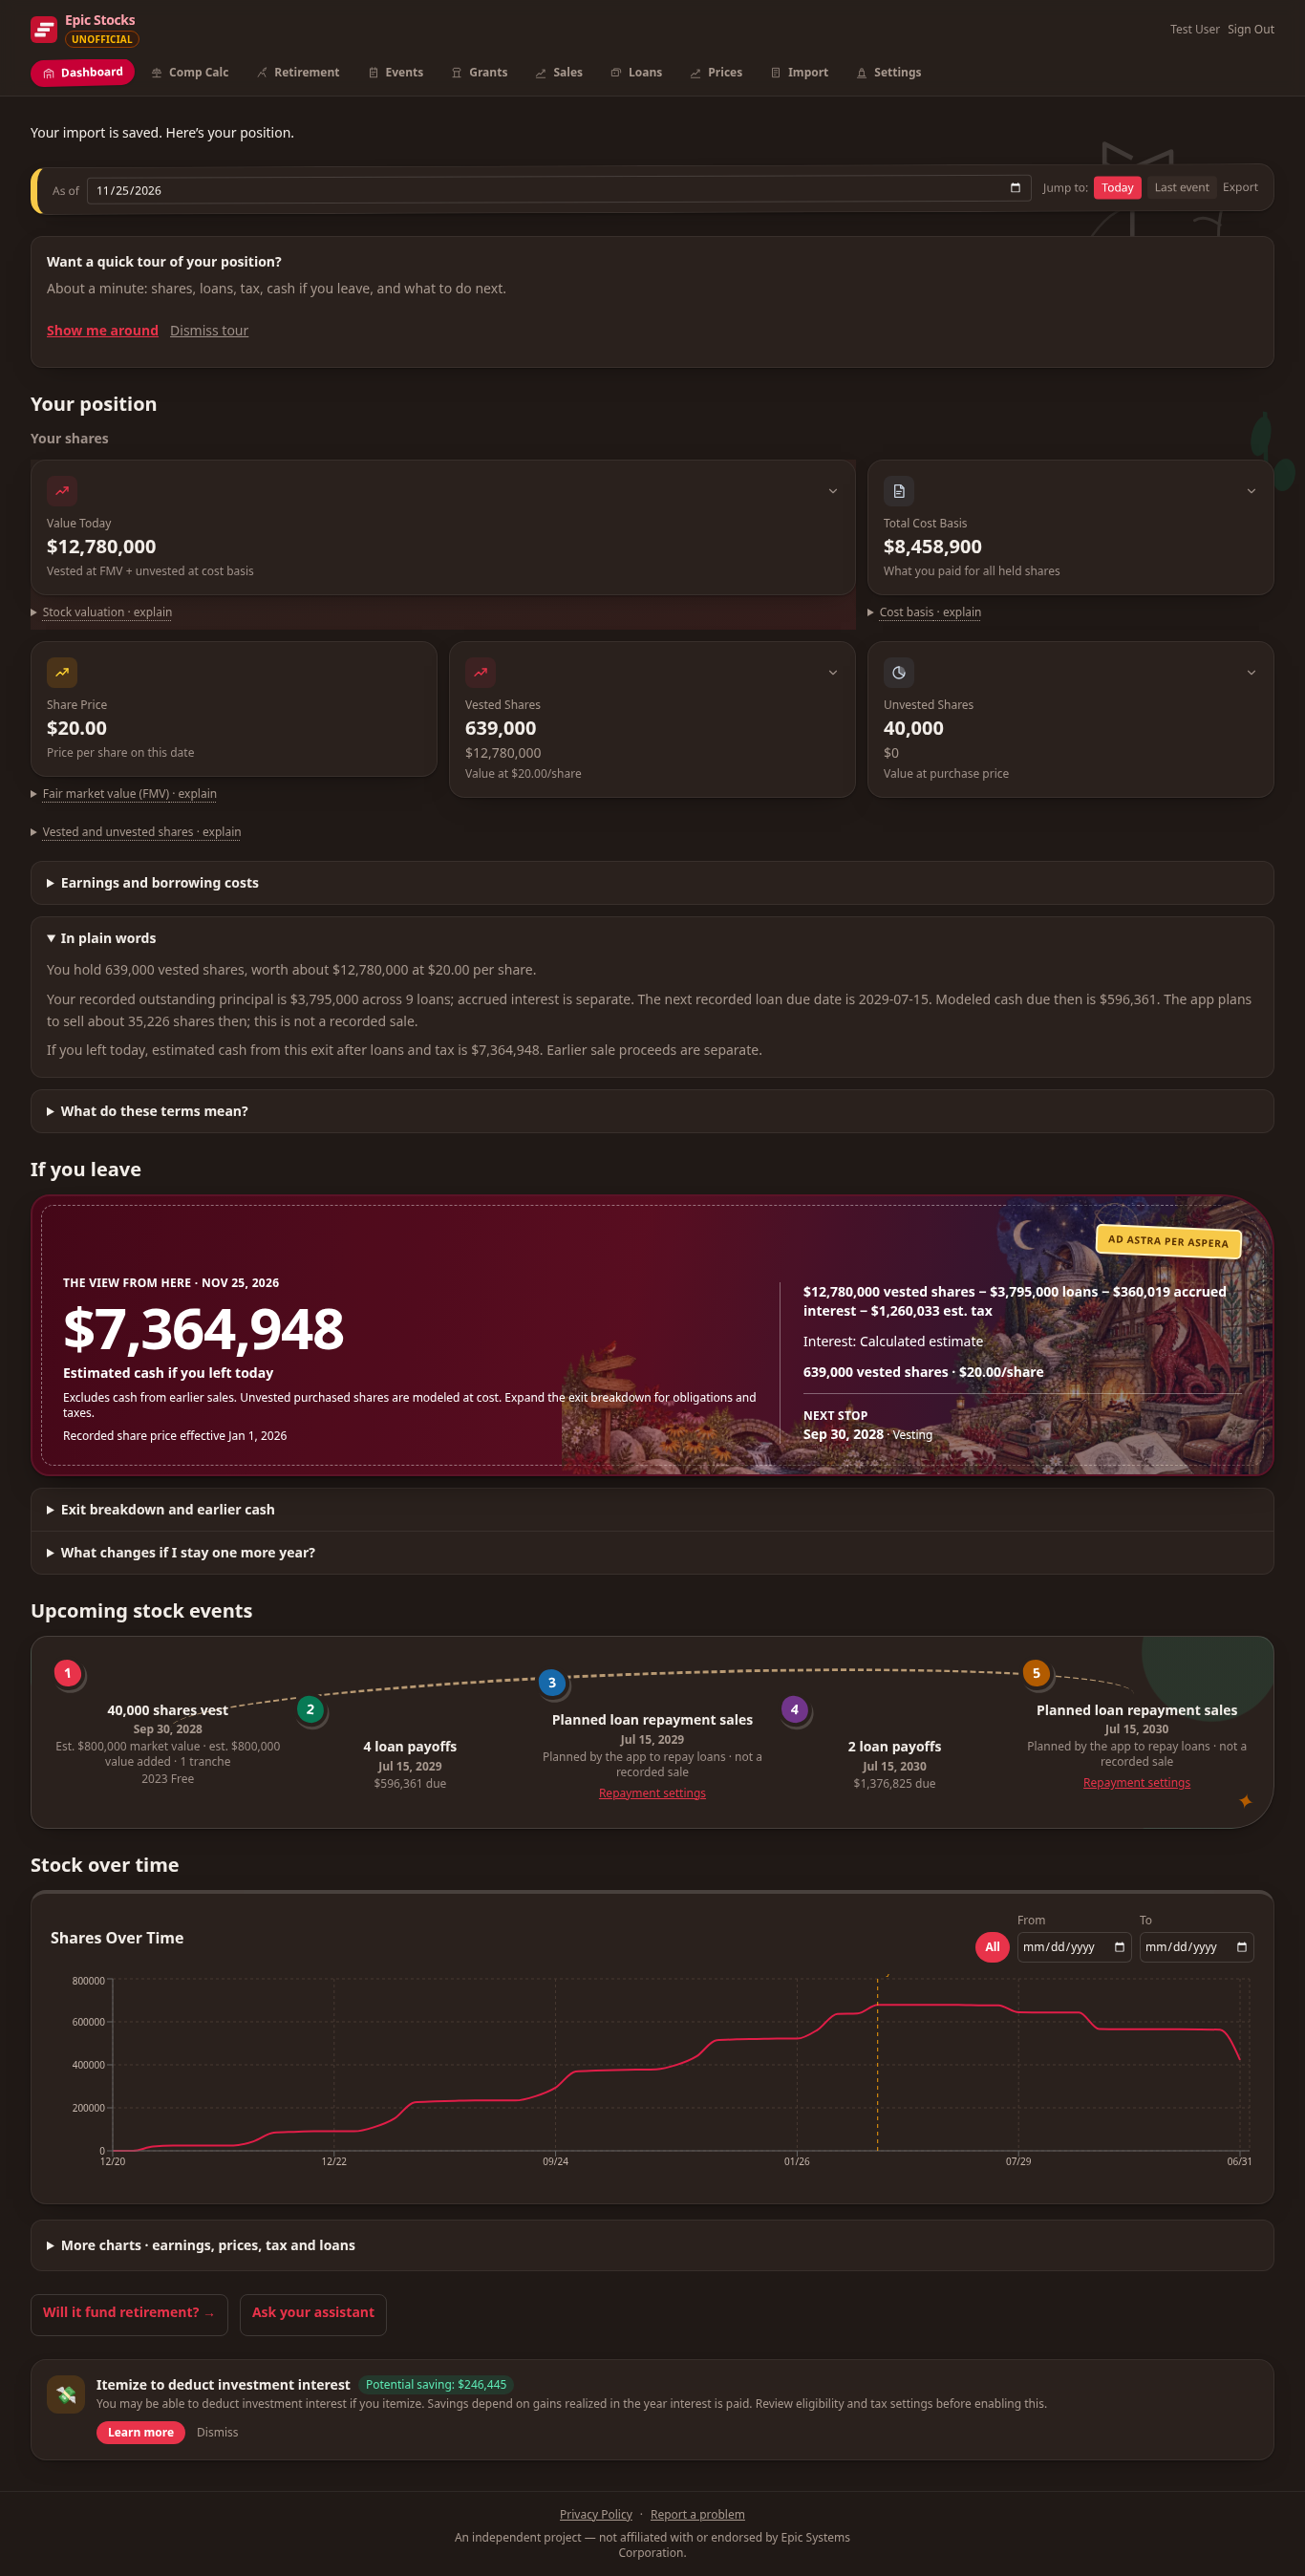 Epic Stocks
UNOFFICIAL
Test User Sign Out
Dashboard Comp Calc Retirement Events Grants Sales Loans Prices Import Settings
Your import is saved. Here's your position.
As of 11/25/2026 Jump to: Today Last event Export
Want a quick tour of your position?
About a minute: shares, loans, tax, cash if you leave, and what to do next.
Show me around Dismiss tour
Your position
Your shares
Value Today
$12,780,000
Vested at FMV + unvested at cost basis
Stock valuation · explain
Total Cost Basis
$8,458,900
What you paid for all held shares
Cost basis · explain
Share Price
$20.00
Price per share on this date
Fair market value (FMV) · explain
Vested Shares
639,000
$12,780,000
Value at $20.00/share
Unvested Shares
40,000
$0
Value at purchase price
Vested and unvested shares · explain
Earnings and borrowing costs
In plain words
You hold 639,000 vested shares, worth about $12,780,000 at $20.00 per share.
Your recorded outstanding principal is $3,795,000 across 9 loans; accrued interest is separate. The next recorded loan due date is 2029-07-15. Modeled cash due then is $596,361. The app plans
to sell about 35,226 shares then; this is not a recorded sale.
If you left today, estimated cash from this exit after loans and tax is $7,364,948. Earlier sale proceeds are separate.
What do these terms mean?
If you leave
AD ASTRA PER ASPERA
THE VIEW FROM HERE · NOV 25, 2026
$7,364,948
Estimated cash if you left today
Excludes cash from earlier sales. Unvested purchased shares are modeled at cost. Expand the exit breakdown for obligations and
taxes.
Recorded share price effective Jan 1, 2026
$12,780,000 vested shares − $3,795,000 loans − $360,019 accrued
interest − $1,260,033 est. tax
Interest: Calculated estimate
639,000 vested shares · $20.00/share
NEXT STOP
Sep 30, 2028 · Vesting
Exit breakdown and earlier cash
What changes if I stay one more year?
Upcoming stock events
1
40,000 shares vest
Sep 30, 2028
Est. $800,000 market value · est. $800,000
value added · 1 tranche
2023 Free
2
4 loan payoffs
Jul 15, 2029
$596,361 due
3
Planned loan repayment sales
Jul 15, 2029
Planned by the app to repay loans · not a
recorded sale
Repayment settings
4
2 loan payoffs
Jul 15, 2030
$1,376,825 due
5
Planned loan repayment sales
Jul 15, 2030
Planned by the app to repay loans · not a
recorded sale
Repayment settings
Stock over time
Shares Over Time
All
From
mm/dd/yyyy
To
mm/dd/yyyy
800000
600000
400000
200000
0
12/20 12/22 09/24 01/26 07/29 06/31
More charts · earnings, prices, tax and loans
Will it fund retirement? → Ask your assistant
Itemize to deduct investment interest Potential saving: $246,445
You may be able to deduct investment interest if you itemize. Savings depend on gains realized in the year interest is paid. Review eligibility and tax settings before enabling this.
Learn more Dismiss
Privacy Policy · Report a problem
An independent project — not affiliated with or endorsed by Epic Systems
Corporation.